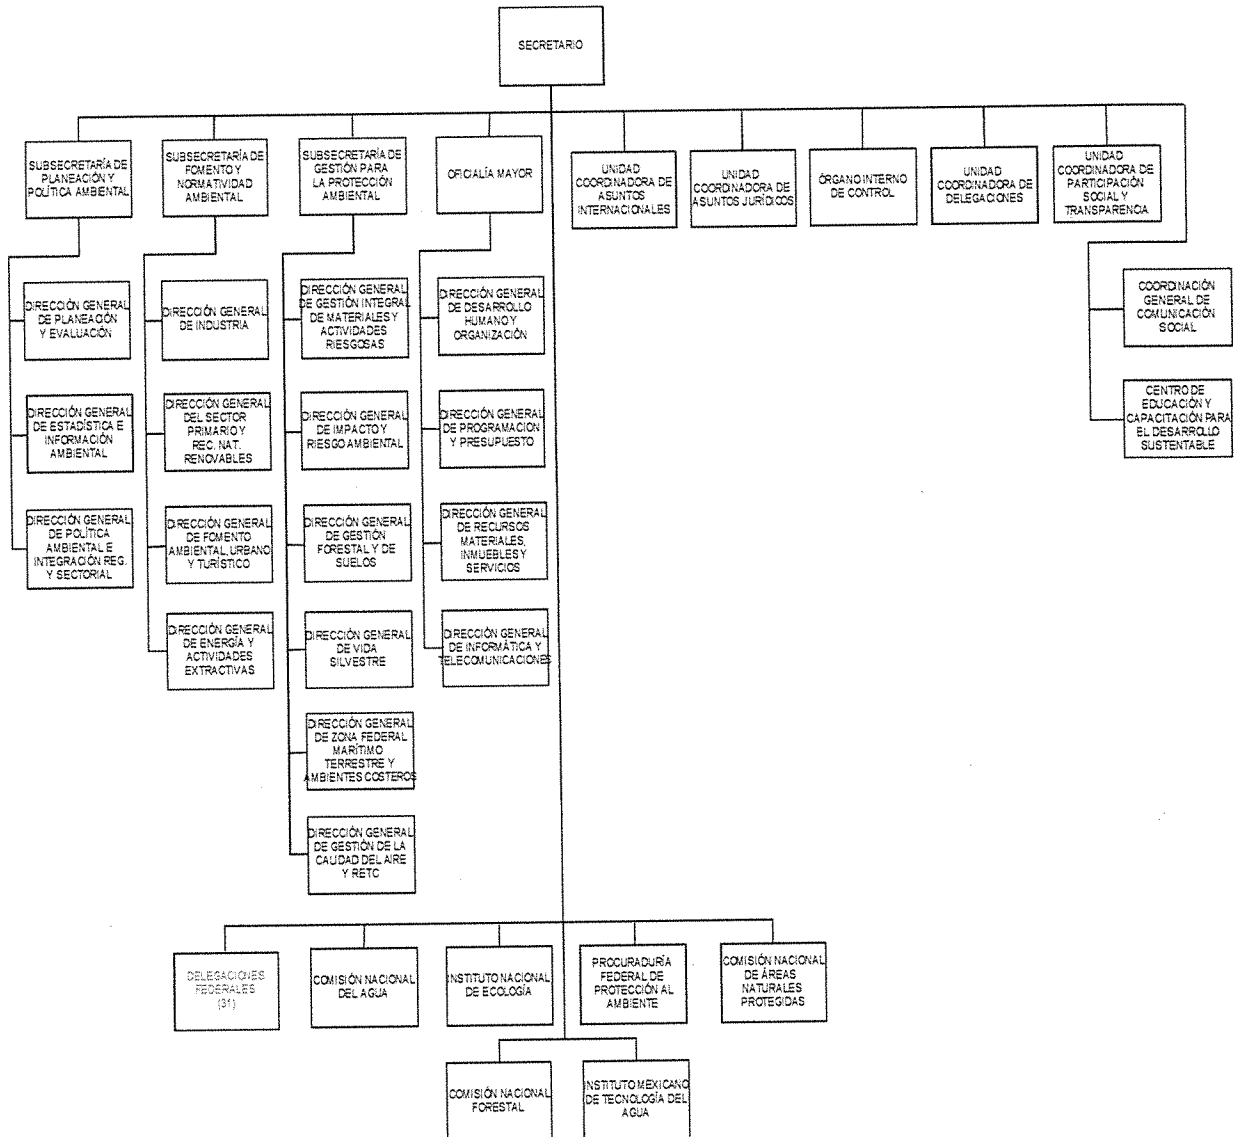 SECRETARIO
SUBSECRETARÍA DE
PLANEACIÓN Y
POLÍTICA AMBIENTAL
SUBSECRETARÍA DE
FOMENTO Y
NORMATIVIDAD
AMBIENTAL
SUBSECRETARÍA DE
GESTIÓN PARA
LA PROTECCIÓN
AMBIENTAL
OFICIALÍA MAYOR
UNIDAD
COORDINADORA DE
ASUNTOS
INTERNACIONALES
UNIDAD
COORDINADORA DE
ASUNTOS JURÍDICOS
ÓRGANO INTERNO
DE CONTROL
UNIDAD
COORDINADORA DE
DELEGACIONES
UNIDAD
COORDINADORA DE
PARTICIPACIÓN
SOCIAL Y
TRANSPARENCIA
DIRECCIÓN GENERAL
DE PLANEACIÓN
Y EVALUACIÓN
DIRECCIÓN GENERAL
DE INDUSTRIA
DIRECCIÓN GENERAL
DE GESTIÓN INTEGRAL
DE MATERIALES Y
ACTIVIDADES
RIESGOSAS
DIRECCIÓN GENERAL
DE DESARROLLO
HUMANO Y
ORGANIZACIÓN
COORDINACIÓN
GENERAL DE
COMUNICACIÓN
SOCIAL
DIRECCIÓN GENERAL
DE ESTADÍSTICA E
INFORMACIÓN
AMBIENTAL
DIRECCIÓN GENERAL
DEL SECTOR
PRIMARIO Y
REC. NAT.
RENOVABLES
DIRECCIÓN GENERAL
DE IMPACTO Y
RIESGO AMBIENTAL
DIRECCIÓN GENERAL
DE PROGRAMACION
Y PRESUPUESTO
CENTRO DE
EDUCACIÓN Y
CAPACITACIÓN PARA
EL DESARROLLO
SUSTENTABLE
DIRECCIÓN GENERAL
DE POLÍTICA
AMBIENTAL E
INTEGRACIÓN REG.
Y SECTORIAL
DIRECCIÓN GENERAL
DE FOMENTO
AMBIENTAL, URBANO
Y TURÍSTICO
DIRECCIÓN GENERAL
DE GESTIÓN
FORESTAL Y DE
SUELOS
DIRECCIÓN GENERAL
DE RECURSOS
MATERIALES,
INMUEBLES Y
SERVICIOS
DIRECCIÓN GENERAL
DE ENERGÍA Y
ACTIVIDADES
EXTRACTIVAS
DIRECCIÓN GENERAL
DE VIDA
SILVESTRE
DIRECCIÓN GENERAL
DE INFORMÁTICA Y
TELECOMUNICACIONES
DIRECCIÓN GENERAL
DE ZONA FEDERAL
MARÍTIMO
TERRESTRE Y
AMBIENTES COSTEROS
DIRECCIÓN GENERAL
DE GESTIÓN DE LA
CALIDAD DEL AIRE
Y RETC
DELEGACIONES
FEDERALES
(31)
COMISIÓN NACIONAL
DEL AGUA
INSTITUTO NACIONAL
DE ECOLOGÍA
PROCURADURÍA
FEDERAL DE
PROTECCIÓN AL
AMBIENTE
COMISIÓN NACIONAL
DE ÁREAS
NATURALES
PROTEGIDAS
COMISIÓN NACIONAL
FORESTAL
INSTITUTO MEXICANO
DE TECNOLOGÍA DEL
AGUA